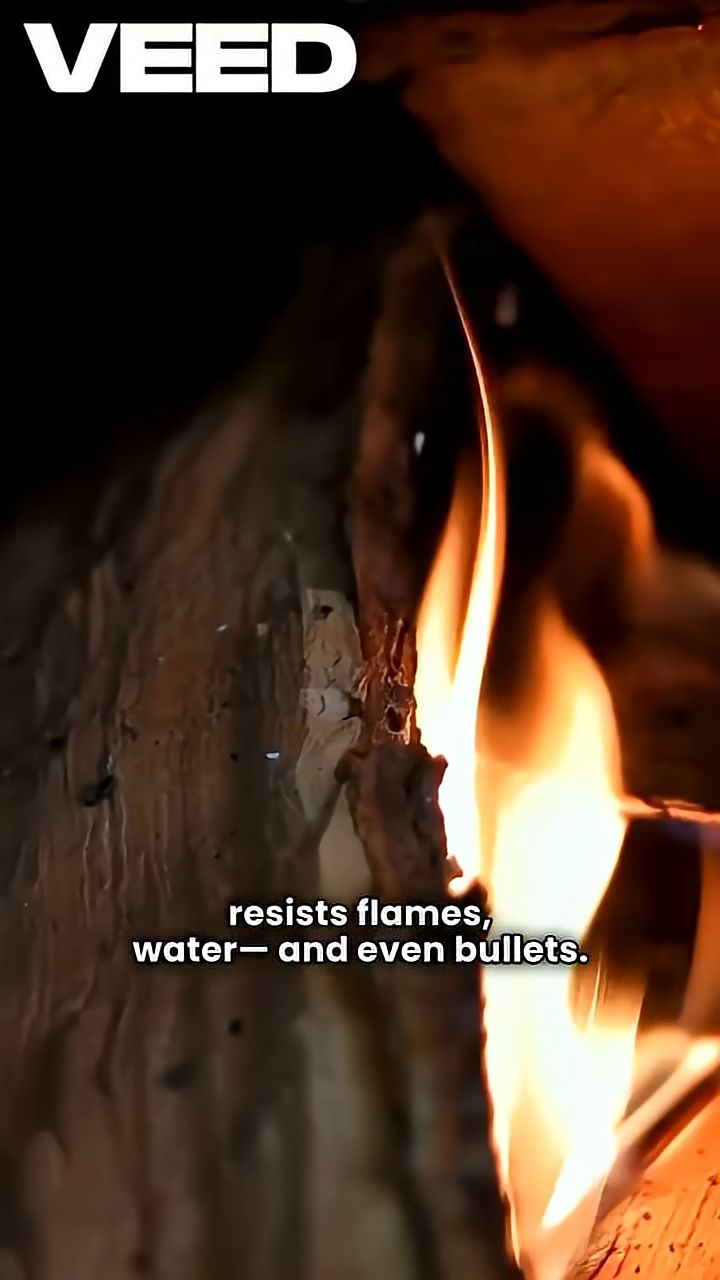 VEED
resists flames,
water— and even bullets.